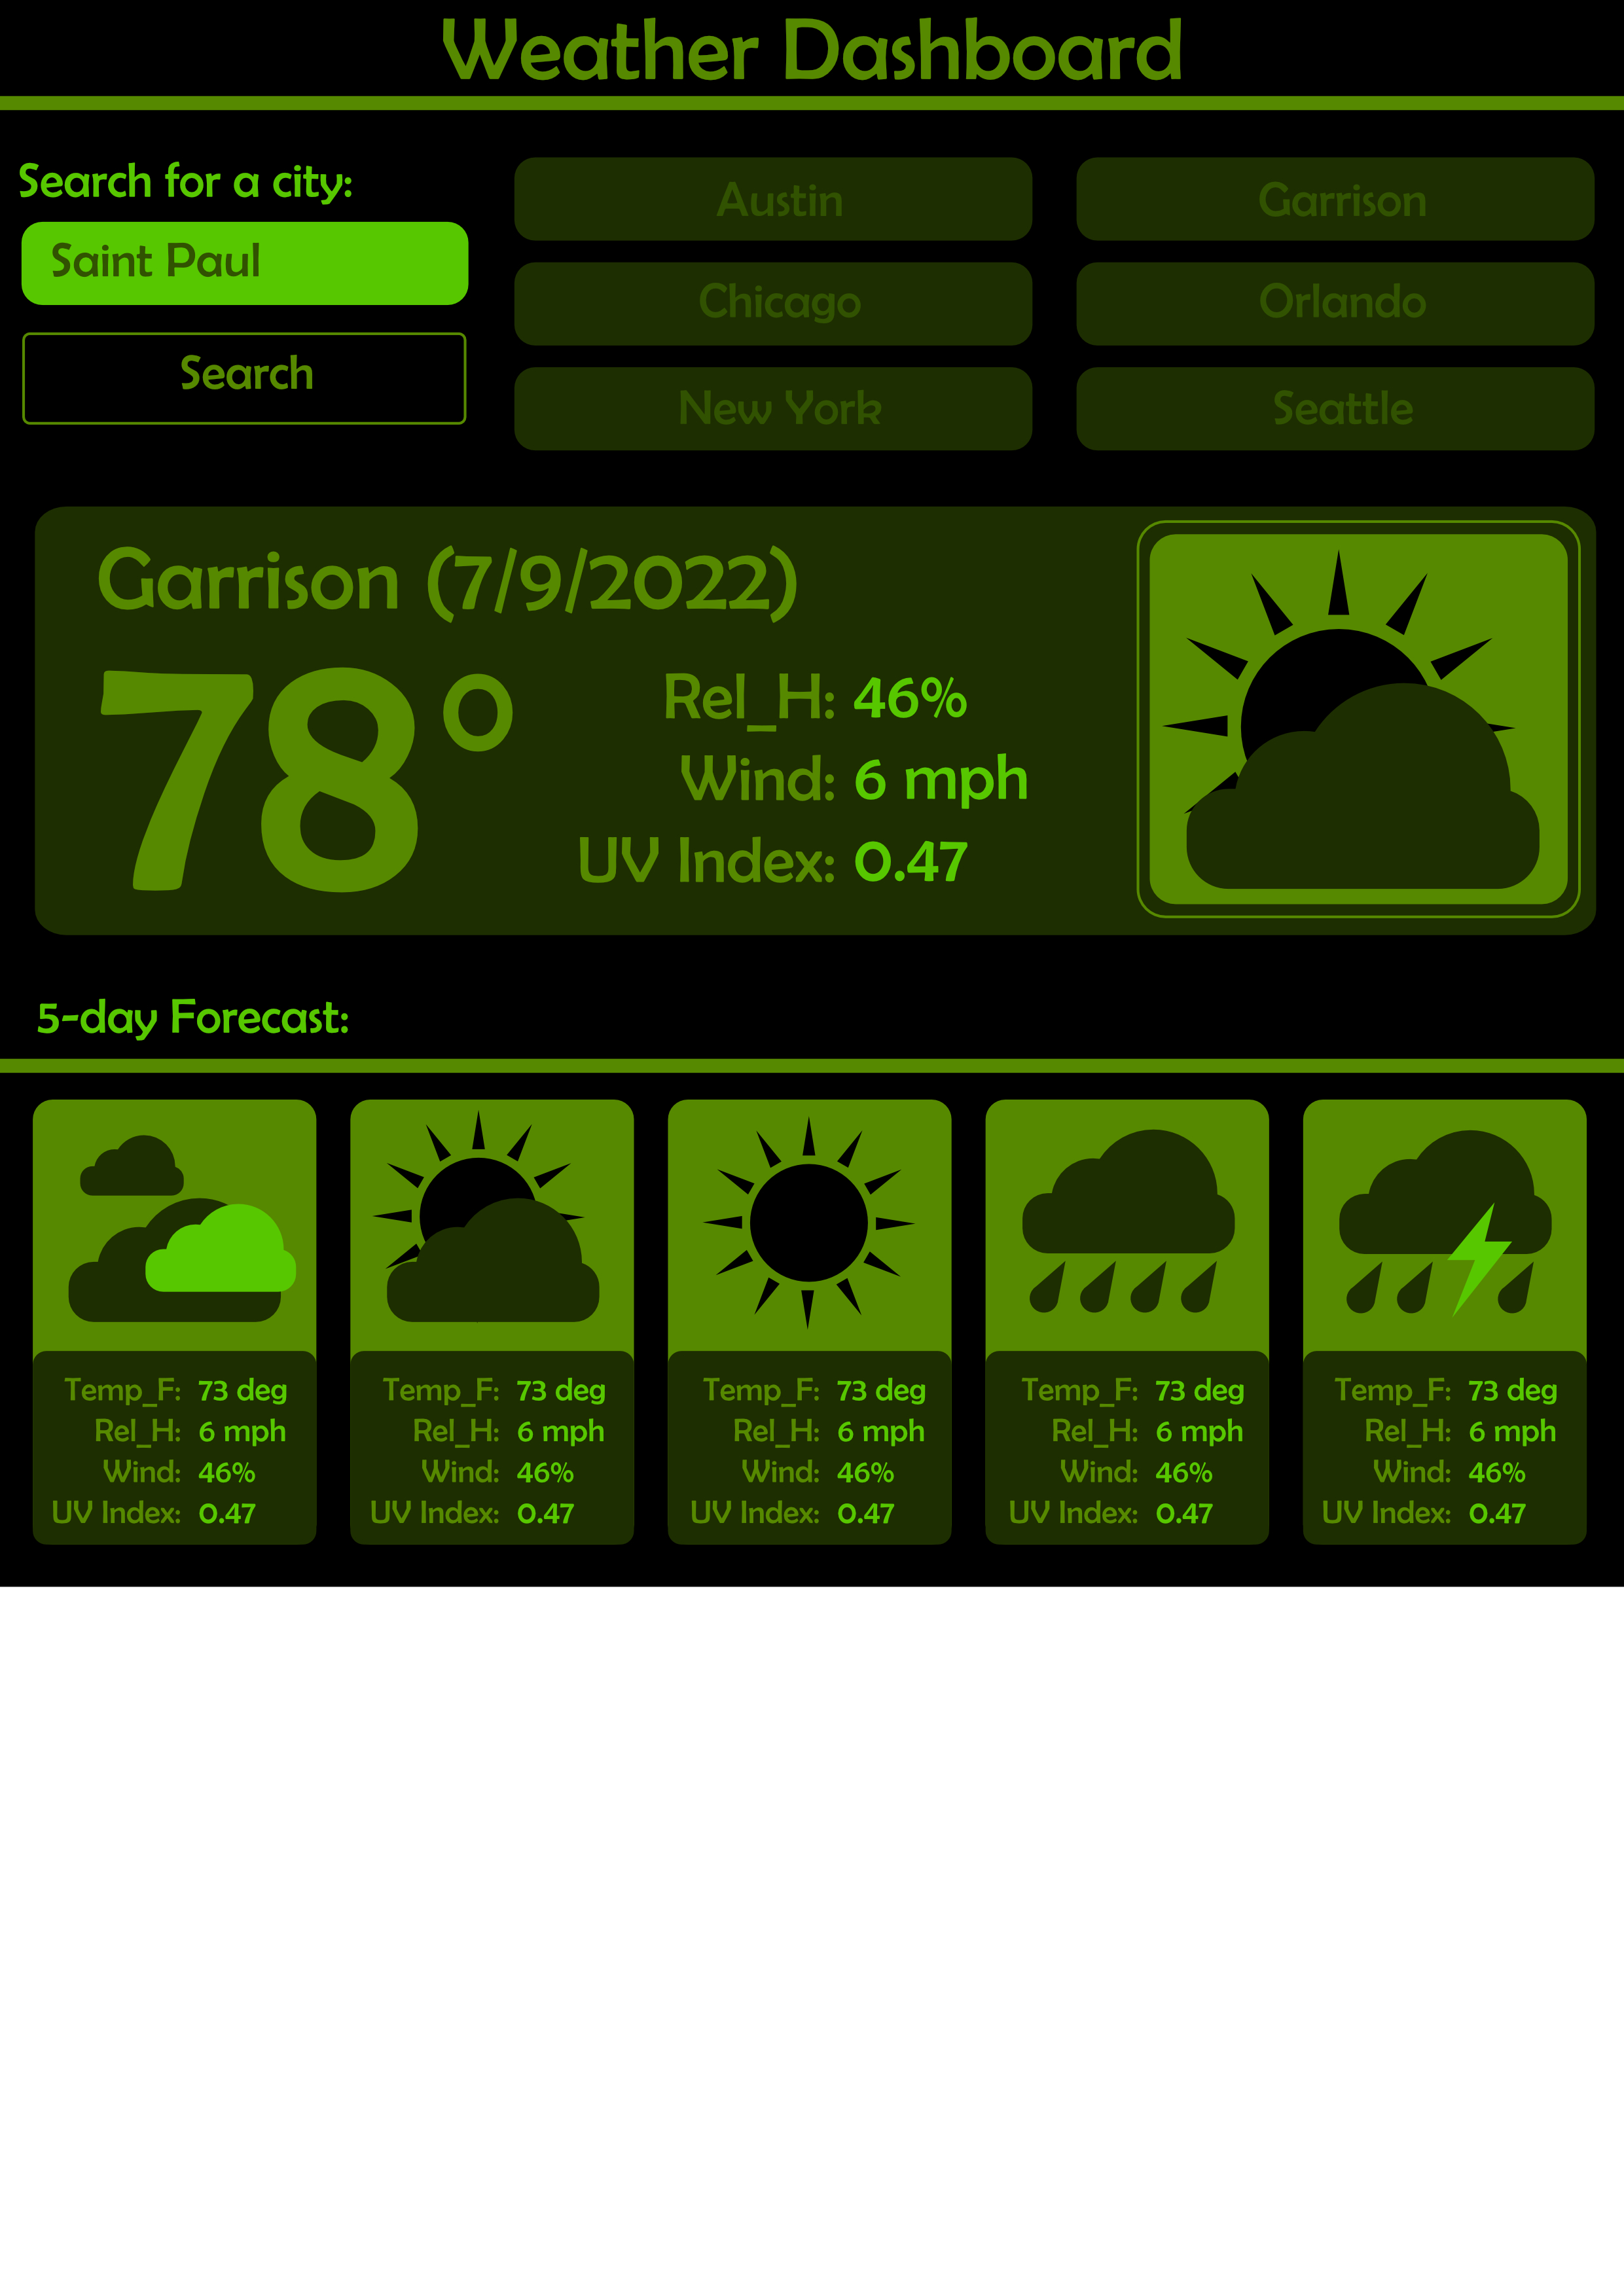 Weather Dashboard
Search for a city:
Saint Paul
Search
Austin
Garrison
Chicago
Orlando
New York
Seattle
Garrison (7/9/2022)
78°
Rel_H: 46%
Wind: 6 mph
UV Index: 0.47
5-day Forecast:
Temp_F: 73 deg
Rel_H: 6 mph
Wind: 46%
UV Index: 0.47
Temp_F: 73 deg
Rel_H: 6 mph
Wind: 46%
UV Index: 0.47
Temp_F: 73 deg
Rel_H: 6 mph
Wind: 46%
UV Index: 0.47
Temp_F: 73 deg
Rel_H: 6 mph
Wind: 46%
UV Index: 0.47
Temp_F: 73 deg
Rel_H: 6 mph
Wind: 46%
UV Index: 0.47